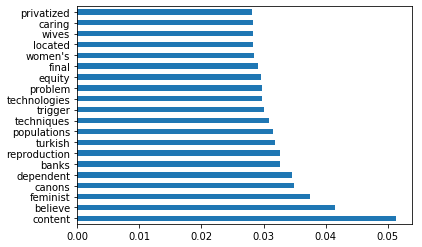 privatized
caring
wives
located
women's
final
equity
problem
technologies
trigger
techniques
populations
turkish
reproduction
banks
dependent
canons
feminist
believe
content
0.00 0.01 0.02 0.03 0.04 0.05